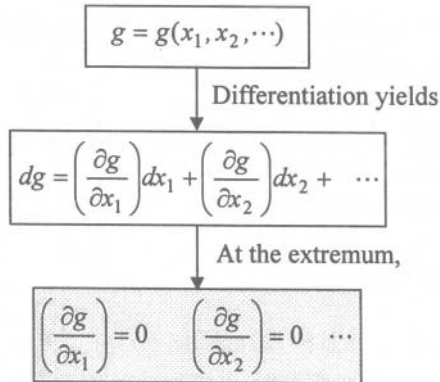 g = g(x₁, x₂, ⋯)
Differentiation yields
dg = (∂g/∂x₁)dx₁ + (∂g/∂x₂)dx₂ + ⋯
At the extremum,
(∂g/∂x₁) = 0 (∂g/∂x₂) = 0 ⋯